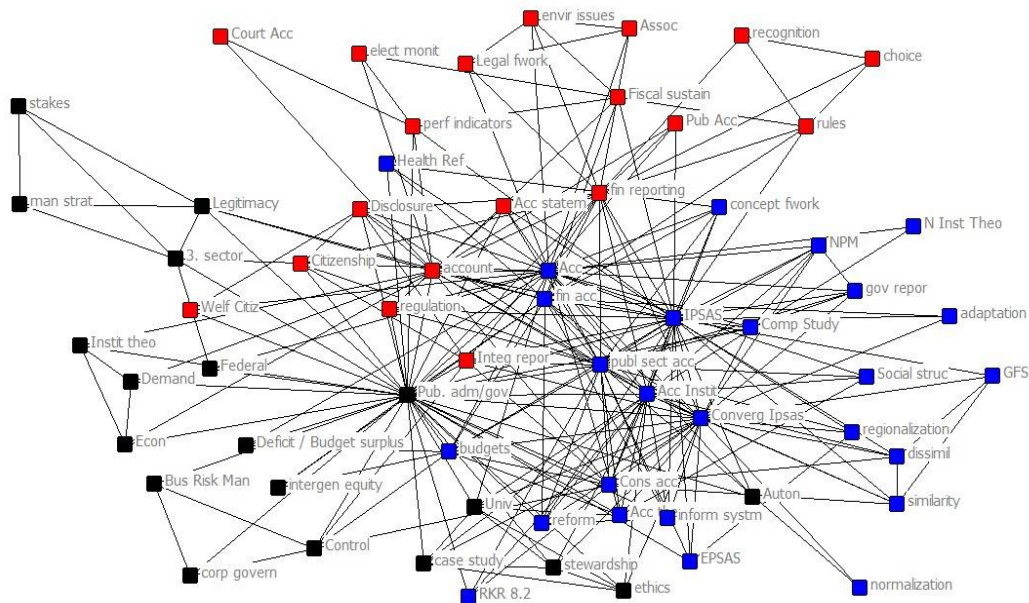 envir issues
Assoc
Court Acc
recognition
elect monit
Legal fwork
choice
Fiscal sustain
stakes
perf indicators
Pub Acc
rules
Health Ref
fin reporting
man strat
Legitimacy
Disclosure
Acc statem
concept fwork
N Inst Theo
NPM
3. sector
Citizenship
account
Acc
fin acc
gov repor
Welf Citiz
regulation
IPSAS
Comp Study
adaptation
Instit theo
Integ repor
publ sect acc
Federal
Demand
Social struc
GFS
Pub. adm/gov
Acc Instit
Converg Ipsas
Econ
Deficit / Budget surplus
budgets
regionalization
dissimil
Bus Risk Man
intergen equity
Cons acc
Auton
similarity
Univ
reform
Acc the
inform systm
Control
case study
stewardship
EPSAS
corp govern
RKR 8.2
ethics
normalization